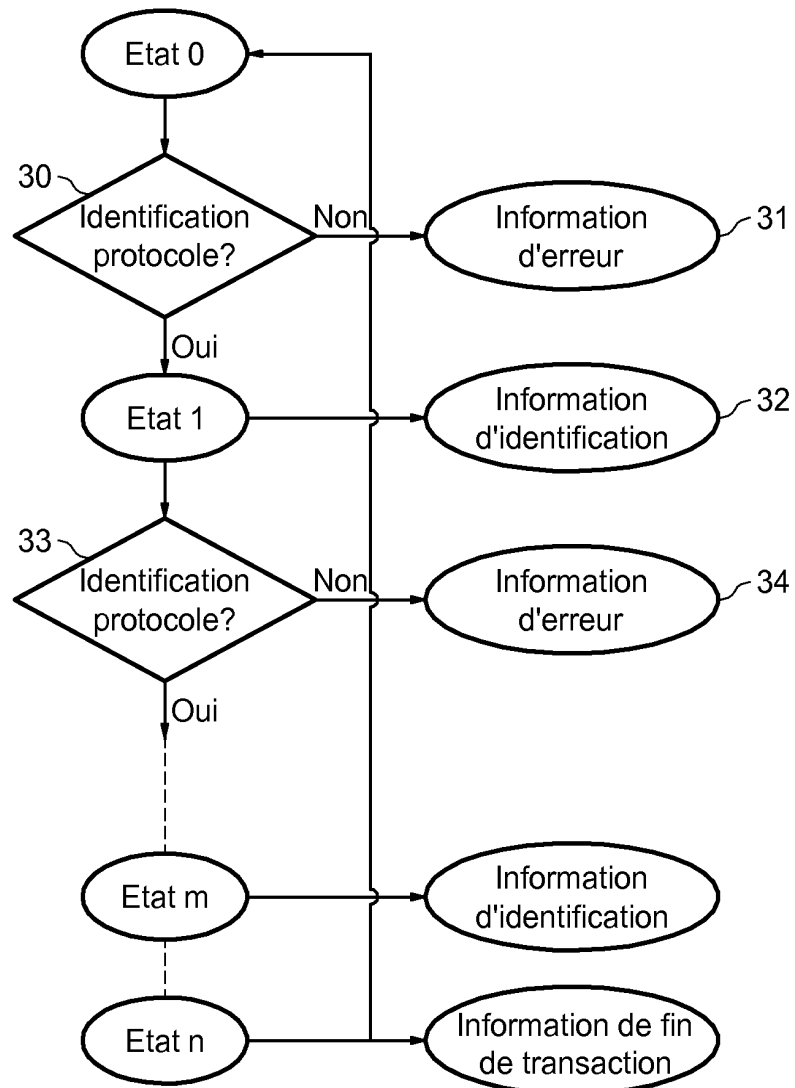 Etat 0
30
Identification
protocole?
Non
Information
d'erreur
31
Oui
Etat 1
Information
d'identification
32
33
Identification
protocole?
Non
Information
d'erreur
34
Oui
Etat m
Information
d'identification
Etat n
Information de fin
de transaction